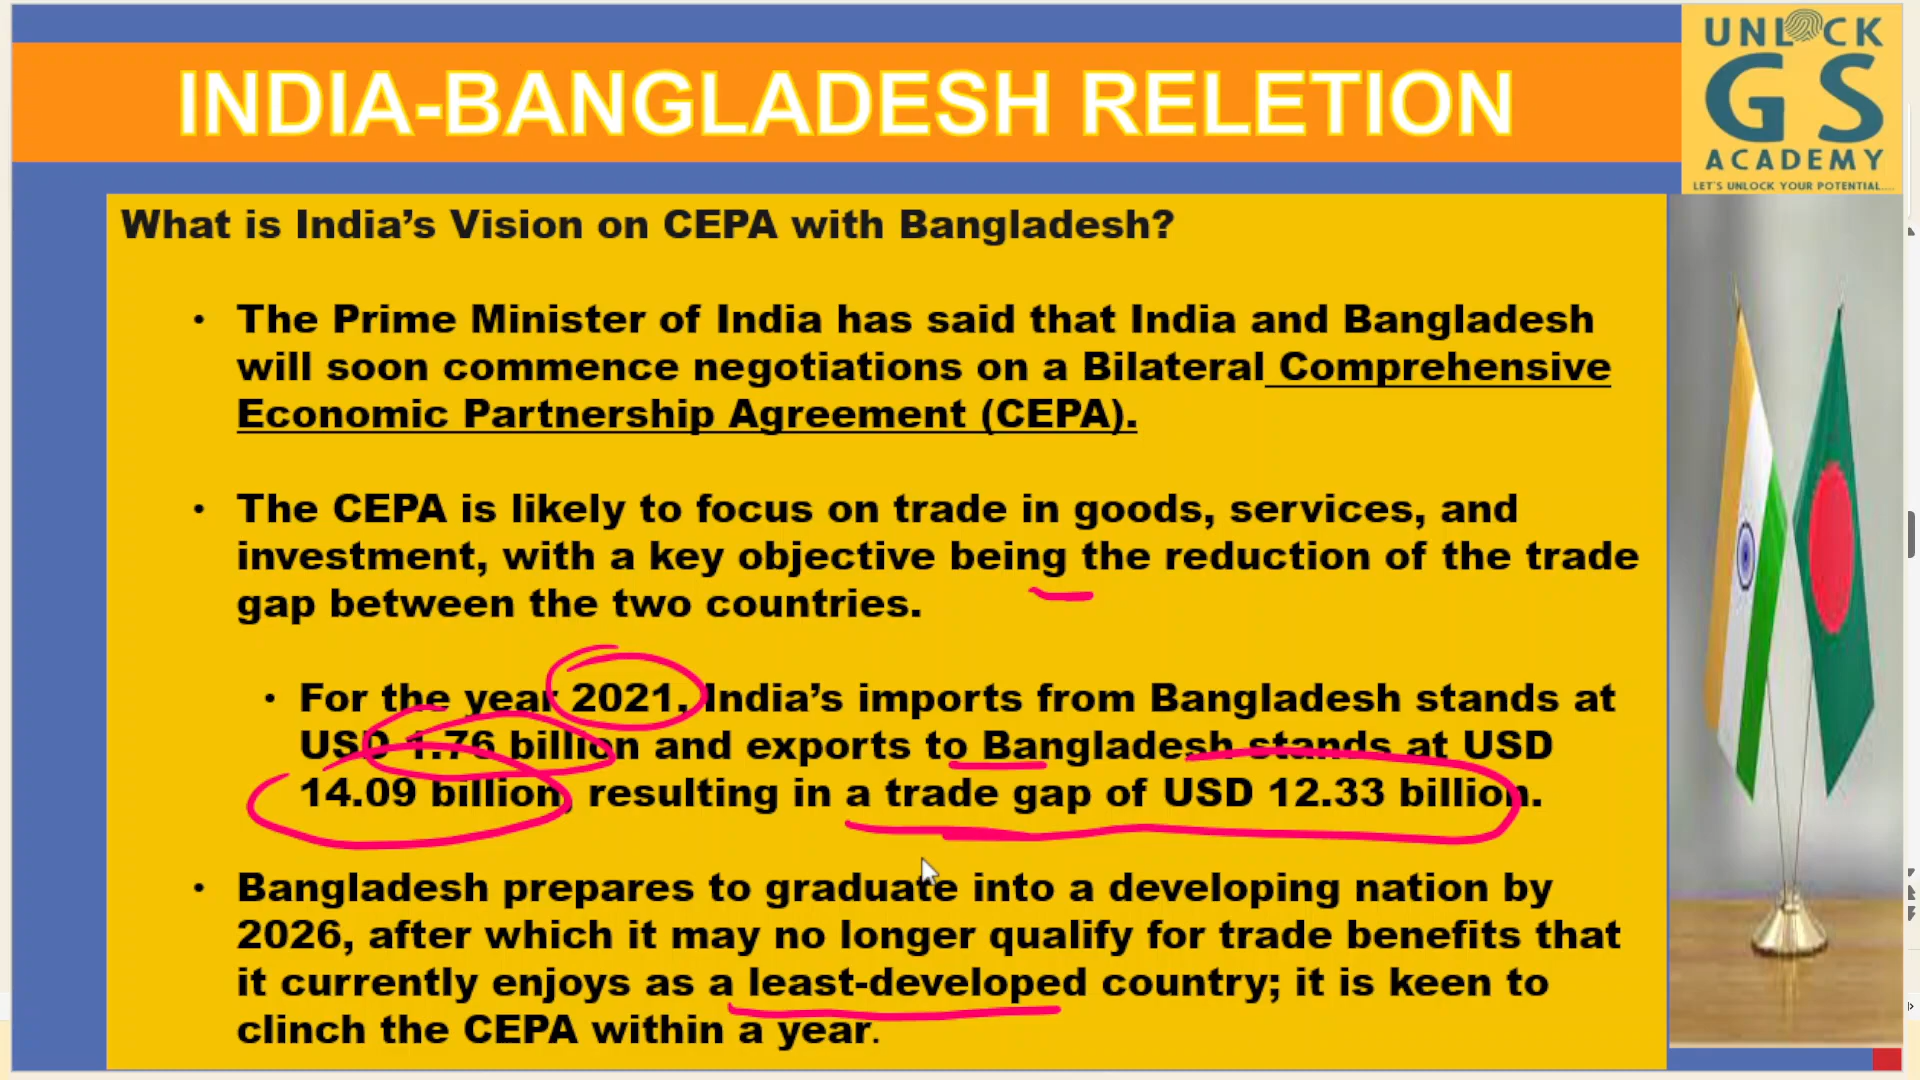 INDIA-BANGLADESH RELETION
UNLOCK
GS
ACADEMY
LET'S UNLOCK YOUR POTENTIAL....
What is India’s Vision on CEPA with Bangladesh?
• The Prime Minister of India has said that India and Bangladesh
will soon commence negotiations on a Bilateral Comprehensive
Economic Partnership Agreement (CEPA).
• The CEPA is likely to focus on trade in goods, services, and
investment, with a key objective being the reduction of the trade
gap between the two countries.
• For the year 2021, India’s imports from Bangladesh stands at
USD 1.76 billion and exports to Bangladesh stands at USD
14.09 billion, resulting in a trade gap of USD 12.33 billion.
• Bangladesh prepares to graduate into a developing nation by
2026, after which it may no longer qualify for trade benefits that
it currently enjoys as a least-developed country; it is keen to
clinch the CEPA within a year.